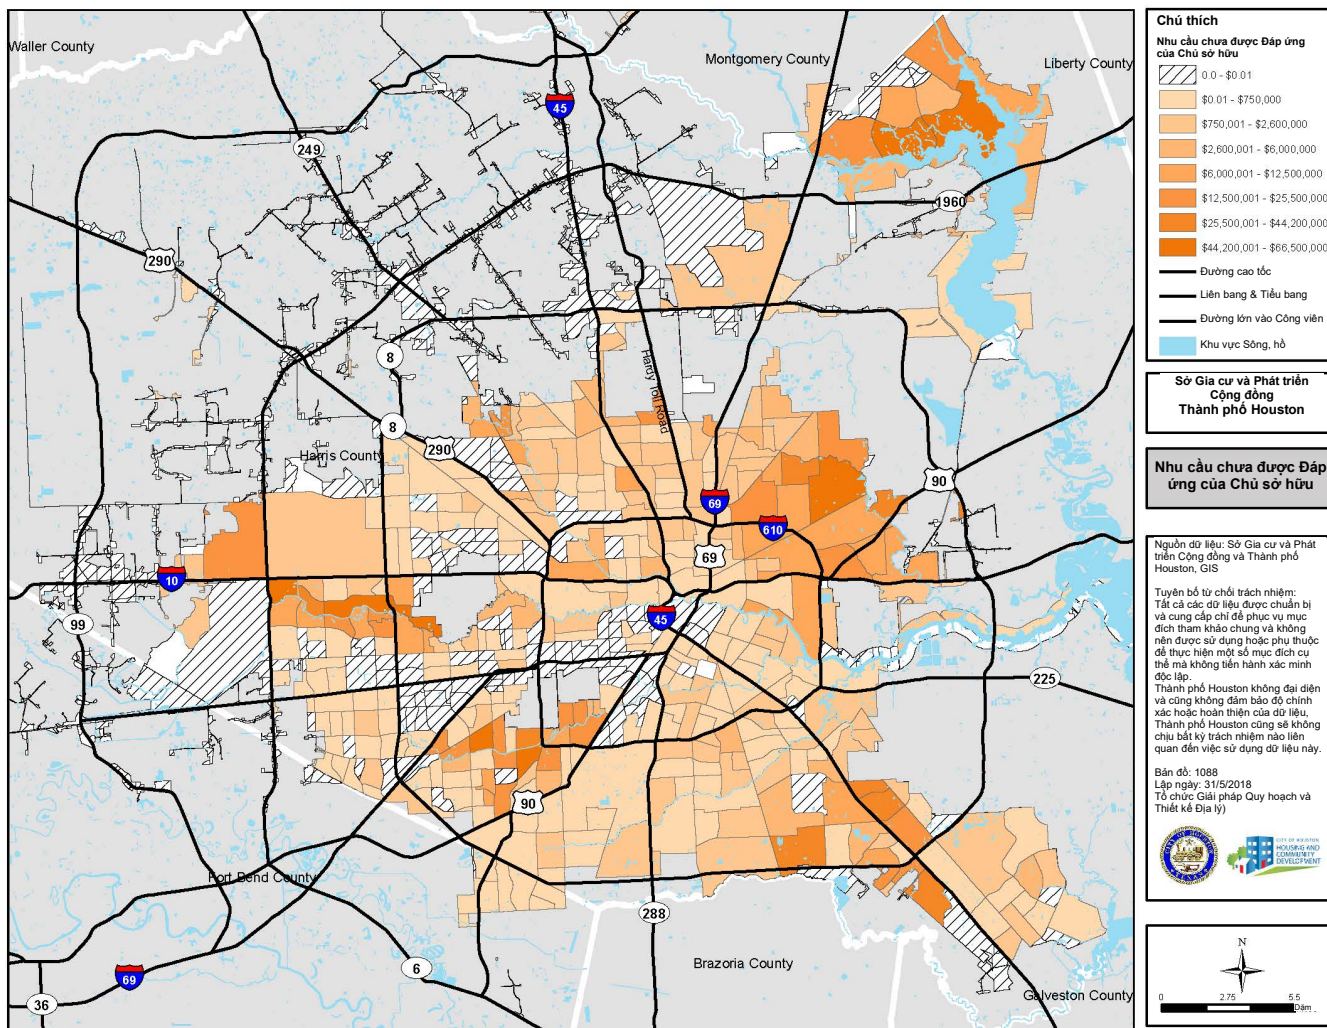 Waller County
Montgomery County
Liberty County
45
249
1960
290
8
Hardy Toll Road
8
290
Harris County
90
69
610
69
10
99
45
225
90
Fort Bend County
288
6
69
36
Brazoria County
Galveston County
Chú thích
Nhu cầu chưa được Đáp ứng
của Chủ sở hữu
0.0 - $0.01
$0.01 - $750,000
$750,001 - $2,600,000
$2,600,001 - $6,000,000
$6,000,001 - $12,500,000
$12,500,001 - $25,500,000
$25,500,001 - $44,200,000
$44,200,001 - $66,500,000
Đường cao tốc
Liên bang & Tiểu bang
Đường lớn vào Công viên
Khu vực Sông, hồ
Sở Gia cư và Phát triển
Cộng đồng
Thành phố Houston
Nhu cầu chưa được Đáp
ứng của Chủ sở hữu
Nguồn dữ liệu: Sở Gia cư và Phát
triển Cộng đồng và Thành phố
Houston, GIS
Tuyên bố từ chối trách nhiệm:
Tất cả các dữ liệu được chuẩn bị
và cung cấp chỉ để phục vụ mục
đích tham khảo chung và không
nên được sử dụng hoặc phụ thuộc
để thực hiện một số mục đích cụ
thể mà không tiến hành xác minh
độc lập.
Thành phố Houston không đại diện
và cũng không đảm bảo độ chính
xác hoặc hoàn thiện của dữ liệu,
Thành phố Houston cũng sẽ không
chịu bất kỳ trách nhiệm nào liên
quan đến việc sử dụng dữ liệu này.
Bản đồ: 1088
Lập ngày: 31/5/2018
Tổ chức Giải pháp Quy hoạch và
Thiết kế Địa lý)
CITY OF HOUSTON
HOUSING AND
COMMUNITY
DEVELOPMENT
N
0 2.75 5.5
Dặm